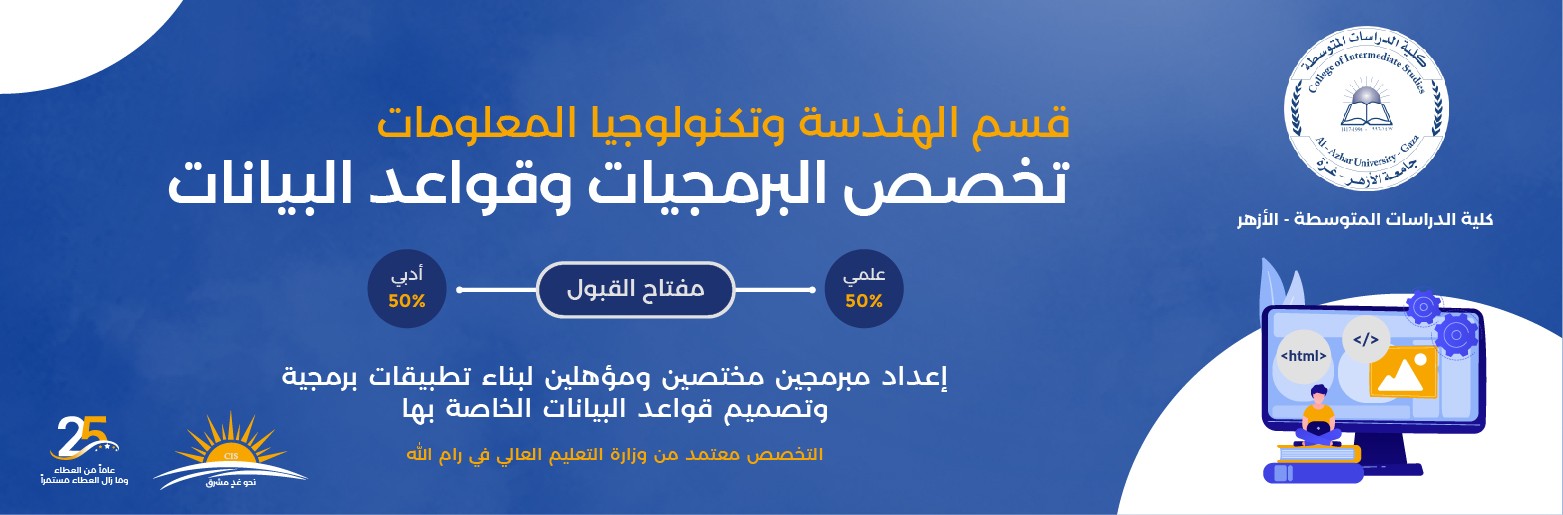 كلية الدراسات المتوسطة
College of Intermediate Studies
Al - Azhar University - Gaza
جامعة الأزهر - غزة
كلية الدراسات المتوسطة - الأزهر
قسم الهندسة وتكنولوجيا المعلومات
تخصص البرمجيات وقواعد البيانات
علمي
50%
مفتاح القبول
أدبي
50%
إعداد مبرمجين مختصين ومؤهلين لبناء تطبيقات برمجية
وتصميم قواعد البيانات الخاصة بها
التخصص معتمد من وزارة التعليم العالي في رام الله
<html>
</>
CIS
نحو غدٍ مشرق
25
عاماً من العطاء
وما زال العطاء مستمراً